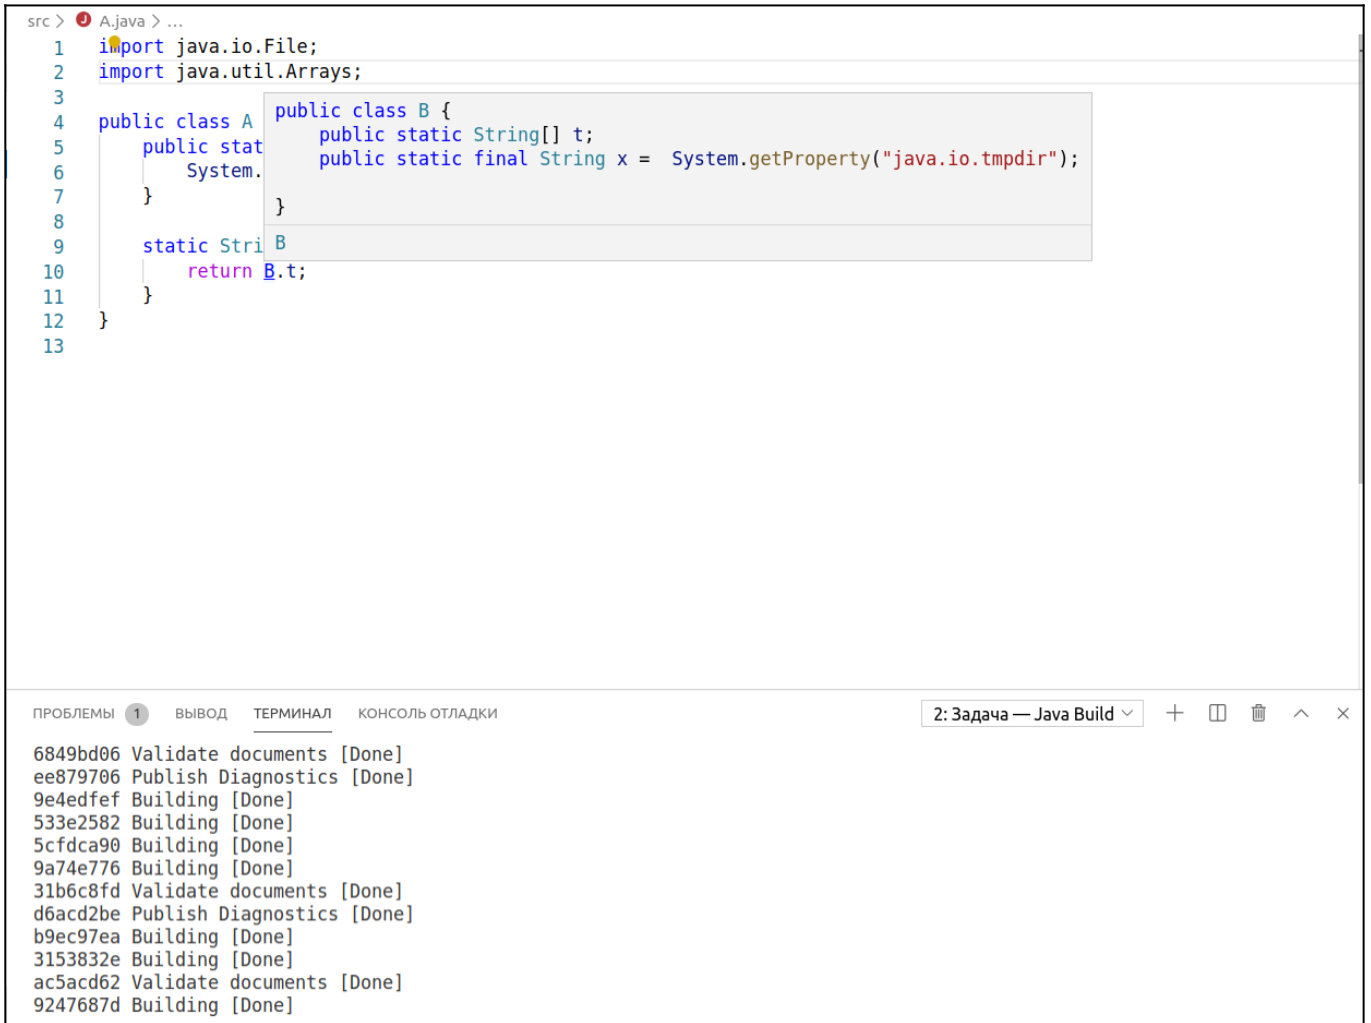 src > A.java > ...
1 import java.io.File;
2 import java.util.Arrays;
3
4 public class A
5 public stat
6 System.
7 }
8
9 static Stri
10 return B.t;
11 }
12 }
13
public class B {
public static String[] t;
public static final String x =  System.getProperty("java.io.tmpdir");
}
B
ПРОБЛЕМЫ 1 ВЫВОД ТЕРМИНАЛ КОНСОЛЬ ОТЛАДКИ 2: Задача — Java Build
6849bd06 Validate documents [Done]
ee879706 Publish Diagnostics [Done]
9e4edfef Building [Done]
533e2582 Building [Done]
5cfdca90 Building [Done]
9a74e776 Building [Done]
31b6c8fd Validate documents [Done]
d6acd2be Publish Diagnostics [Done]
b9ec97ea Building [Done]
3153832e Building [Done]
ac5acd62 Validate documents [Done]
9247687d Building [Done]